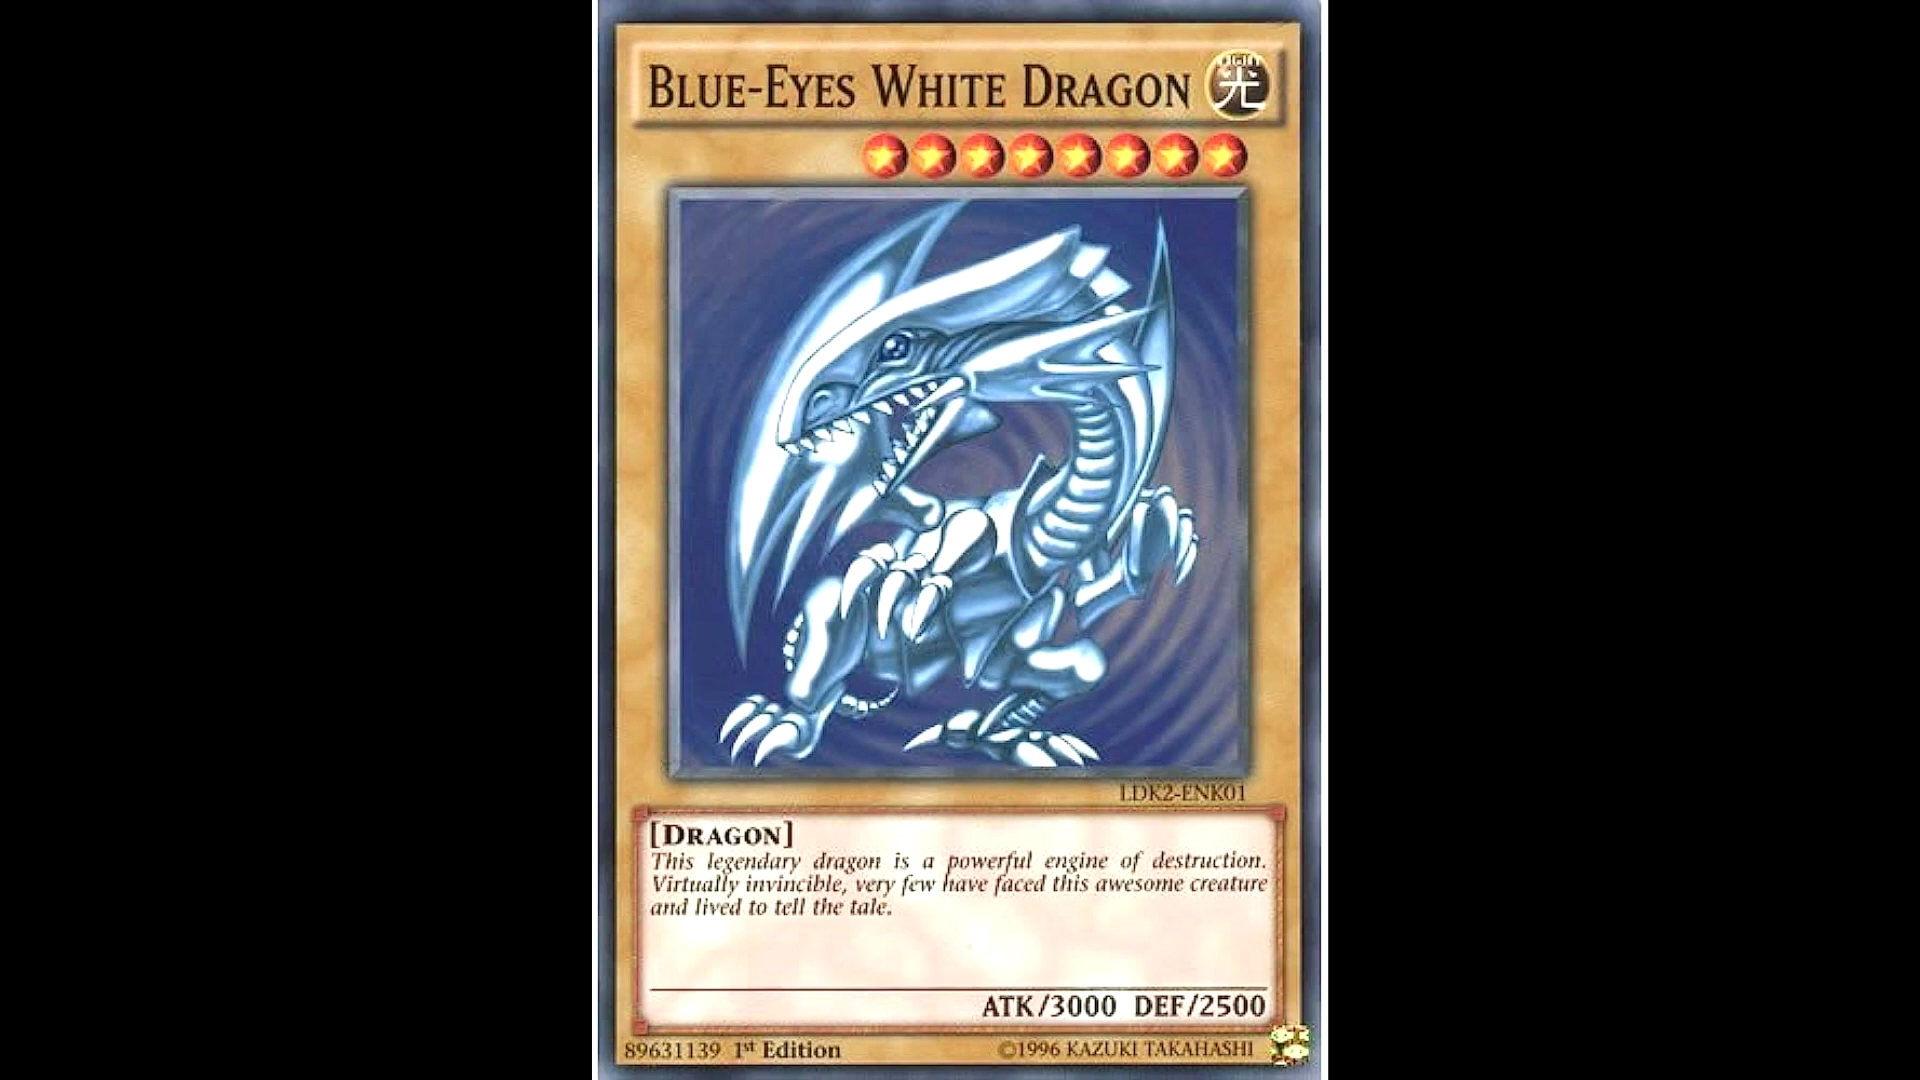 BLUE-EYES WHITE DRAGON
LIGHT
光
LDK2-ENK01
[DRAGON]
This legendary dragon is a powerful engine of destruction.
Virtually invincible, very few have faced this awesome creature
and lived to tell the tale.
ATK/3000 DEF/2500
89631139 1st Edition
©1996 KAZUKI TAKAHASHI